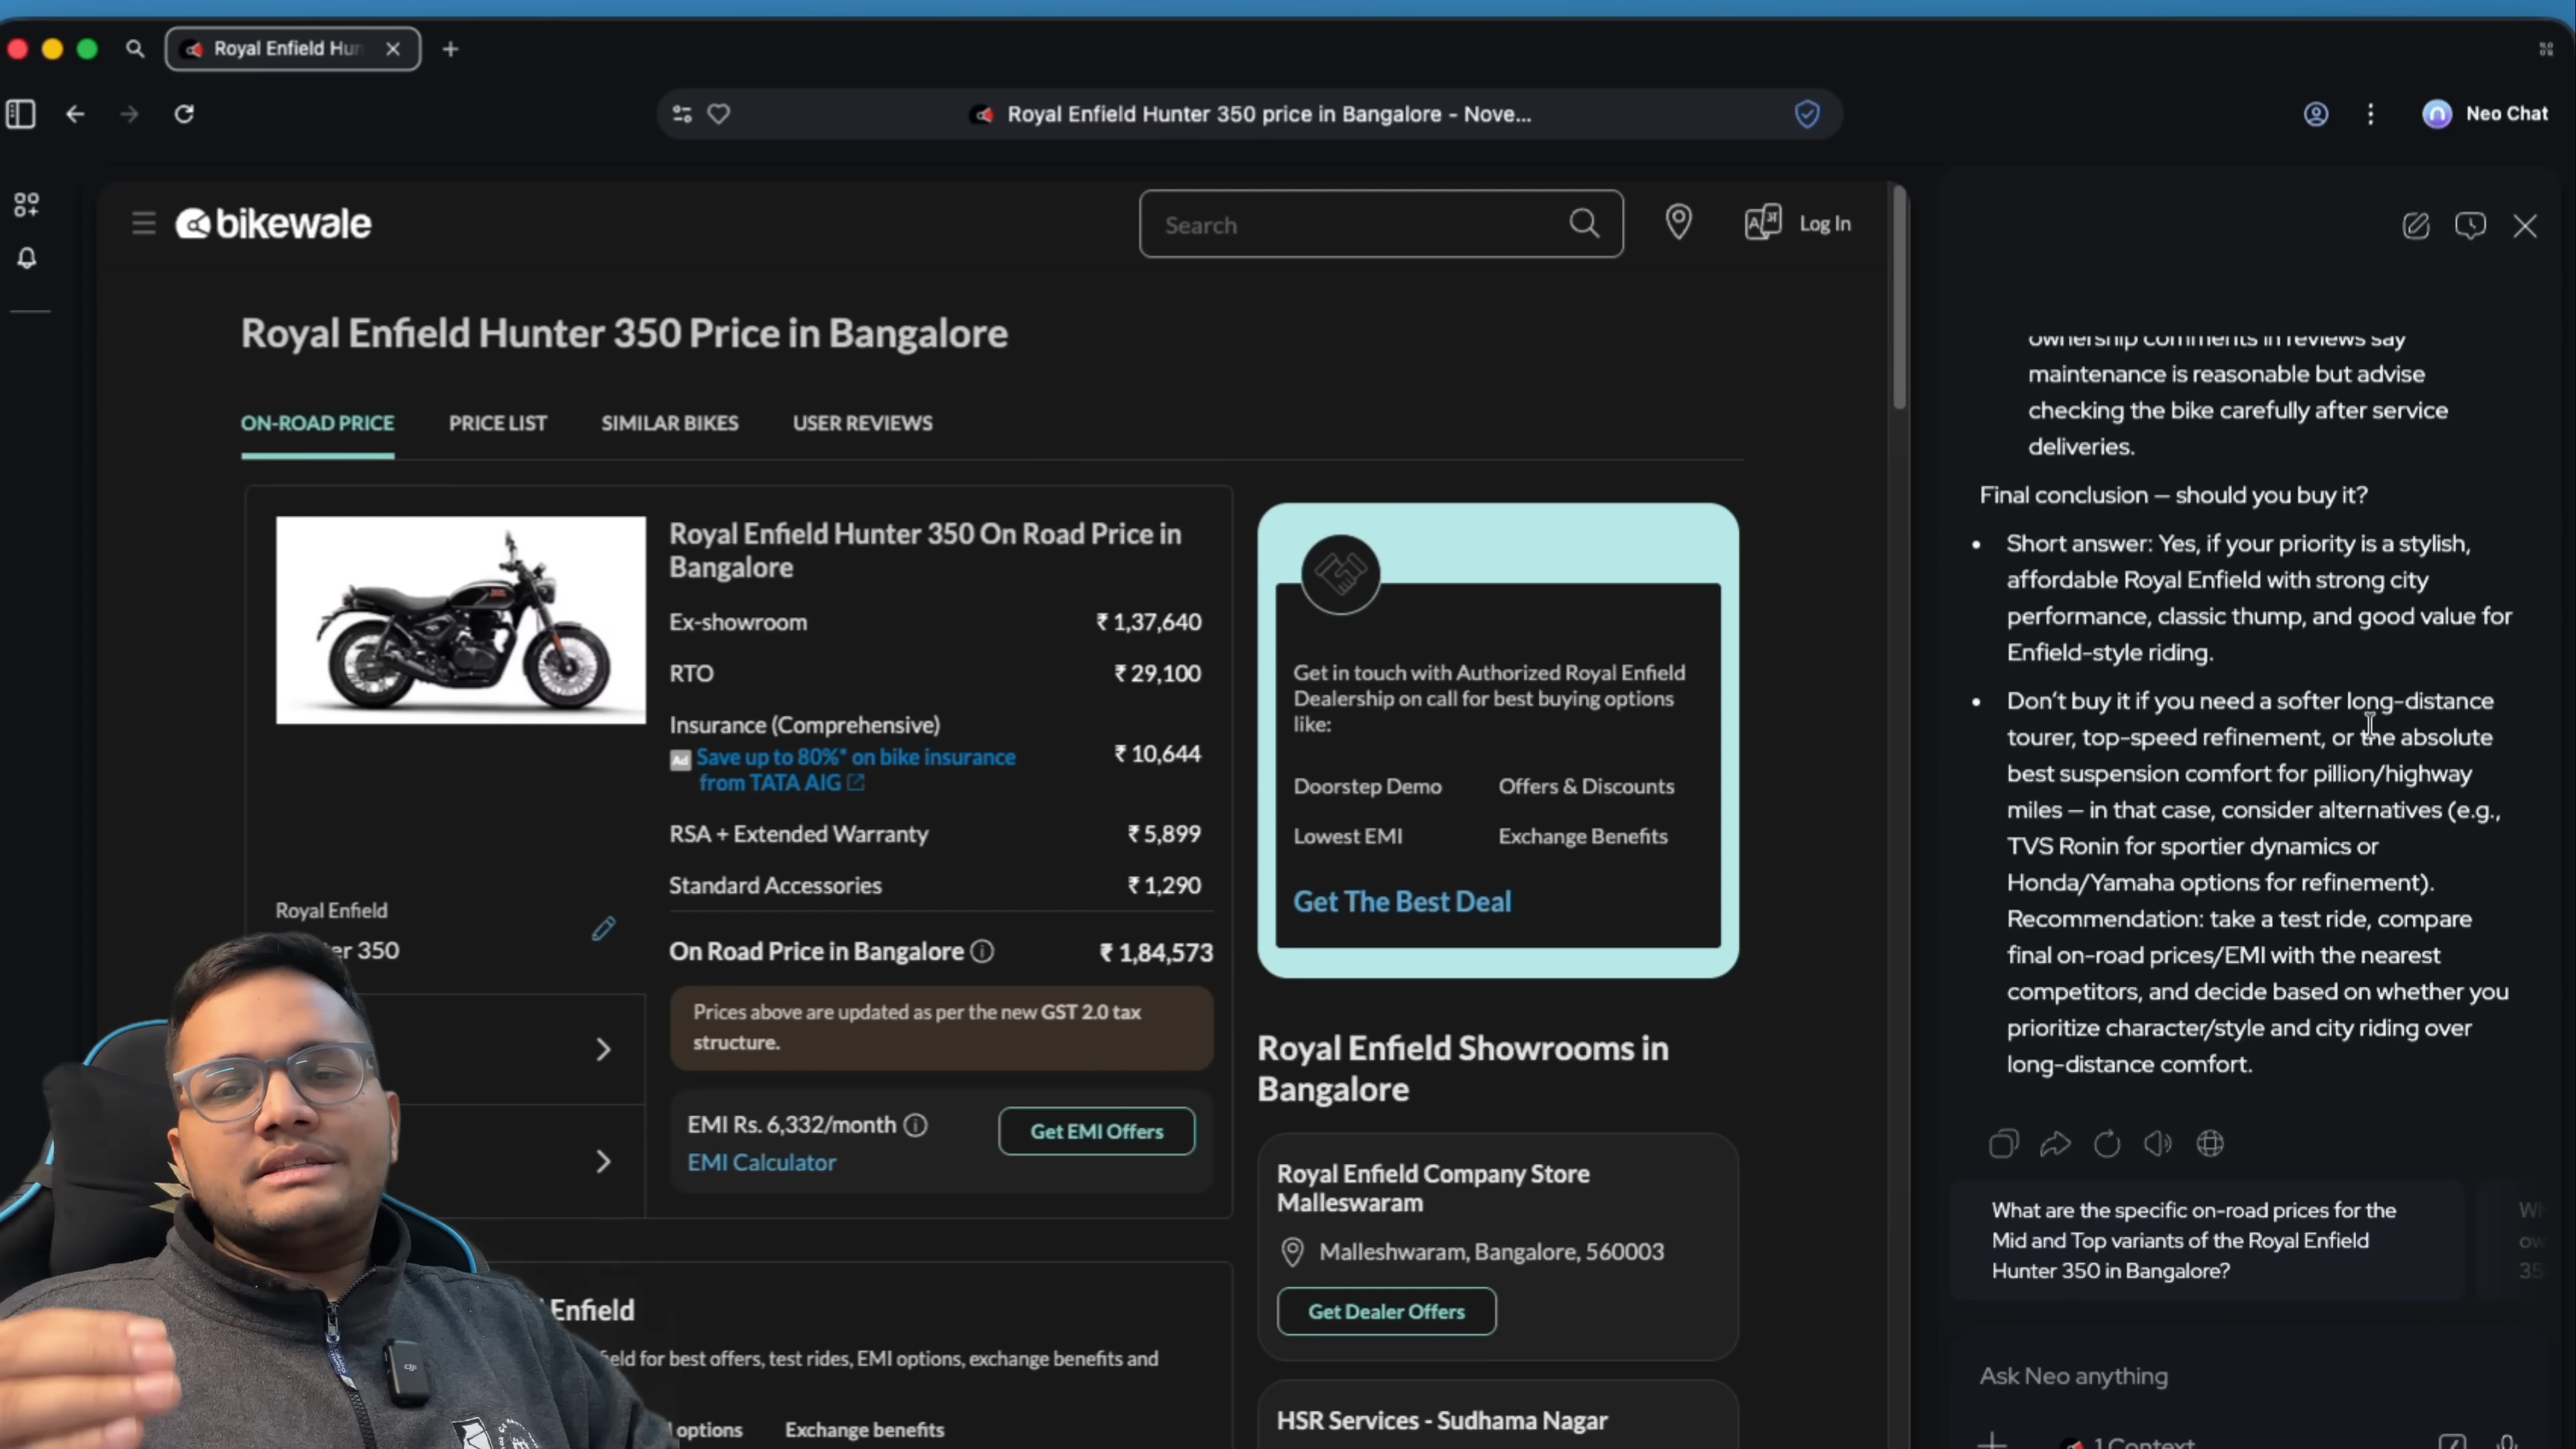 Royal Enfield Hun
Royal Enfield Hunter 350 price in Bangalore - Nove...
Neo Chat
bikewale
Search
Log In
Royal Enfield Hunter 350 Price in Bangalore
ON-ROAD PRICE
PRICE LIST
SIMILAR BIKES
USER REVIEWS
Royal Enfield Hunter 350 On Road Price in
Bangalore
Ex-showroom ₹ 1,37,640
RTO ₹ 29,100
Insurance (Comprehensive)
Ad Save up to 80%* on bike insurance
from TATA AIG
₹ 10,644
RSA + Extended Warranty ₹ 5,899
Standard Accessories ₹ 1,290
On Road Price in Bangalore ₹ 1,84,573
Prices above are updated as per the new GST 2.0 tax
structure.
EMI Rs. 6,332/month
EMI Calculator
Get EMI Offers
Royal Enfield
er 350
Enfield
eld for best offers, test rides, EMI options, exchange benefits and
options
Exchange benefits
Get in touch with Authorized Royal Enfield
Dealership on call for best buying options
like:
Doorstep Demo
Offers & Discounts
Lowest EMI
Exchange Benefits
Get The Best Deal
Royal Enfield Showrooms in
Bangalore
Royal Enfield Company Store
Malleswaram
Malleshwaram, Bangalore, 560003
Get Dealer Offers
HSR Services - Sudhama Nagar
ownership comments in reviews say
maintenance is reasonable but advise
checking the bike carefully after service
deliveries.
Final conclusion — should you buy it?
• Short answer: Yes, if your priority is a stylish,
affordable Royal Enfield with strong city
performance, classic thump, and good value for
Enfield-style riding.
• Don't buy it if you need a softer long-distance
tourer, top-speed refinement, or the absolute
best suspension comfort for pillion/highway
miles — in that case, consider alternatives (e.g.,
TVS Ronin for sportier dynamics or
Honda/Yamaha options for refinement).
Recommendation: take a test ride, compare
final on-road prices/EMI with the nearest
competitors, and decide based on whether you
prioritize character/style and city riding over
long-distance comfort.
What are the specific on-road prices for the
Mid and Top variants of the Royal Enfield
Hunter 350 in Bangalore?
Ask Neo anything
1 Context